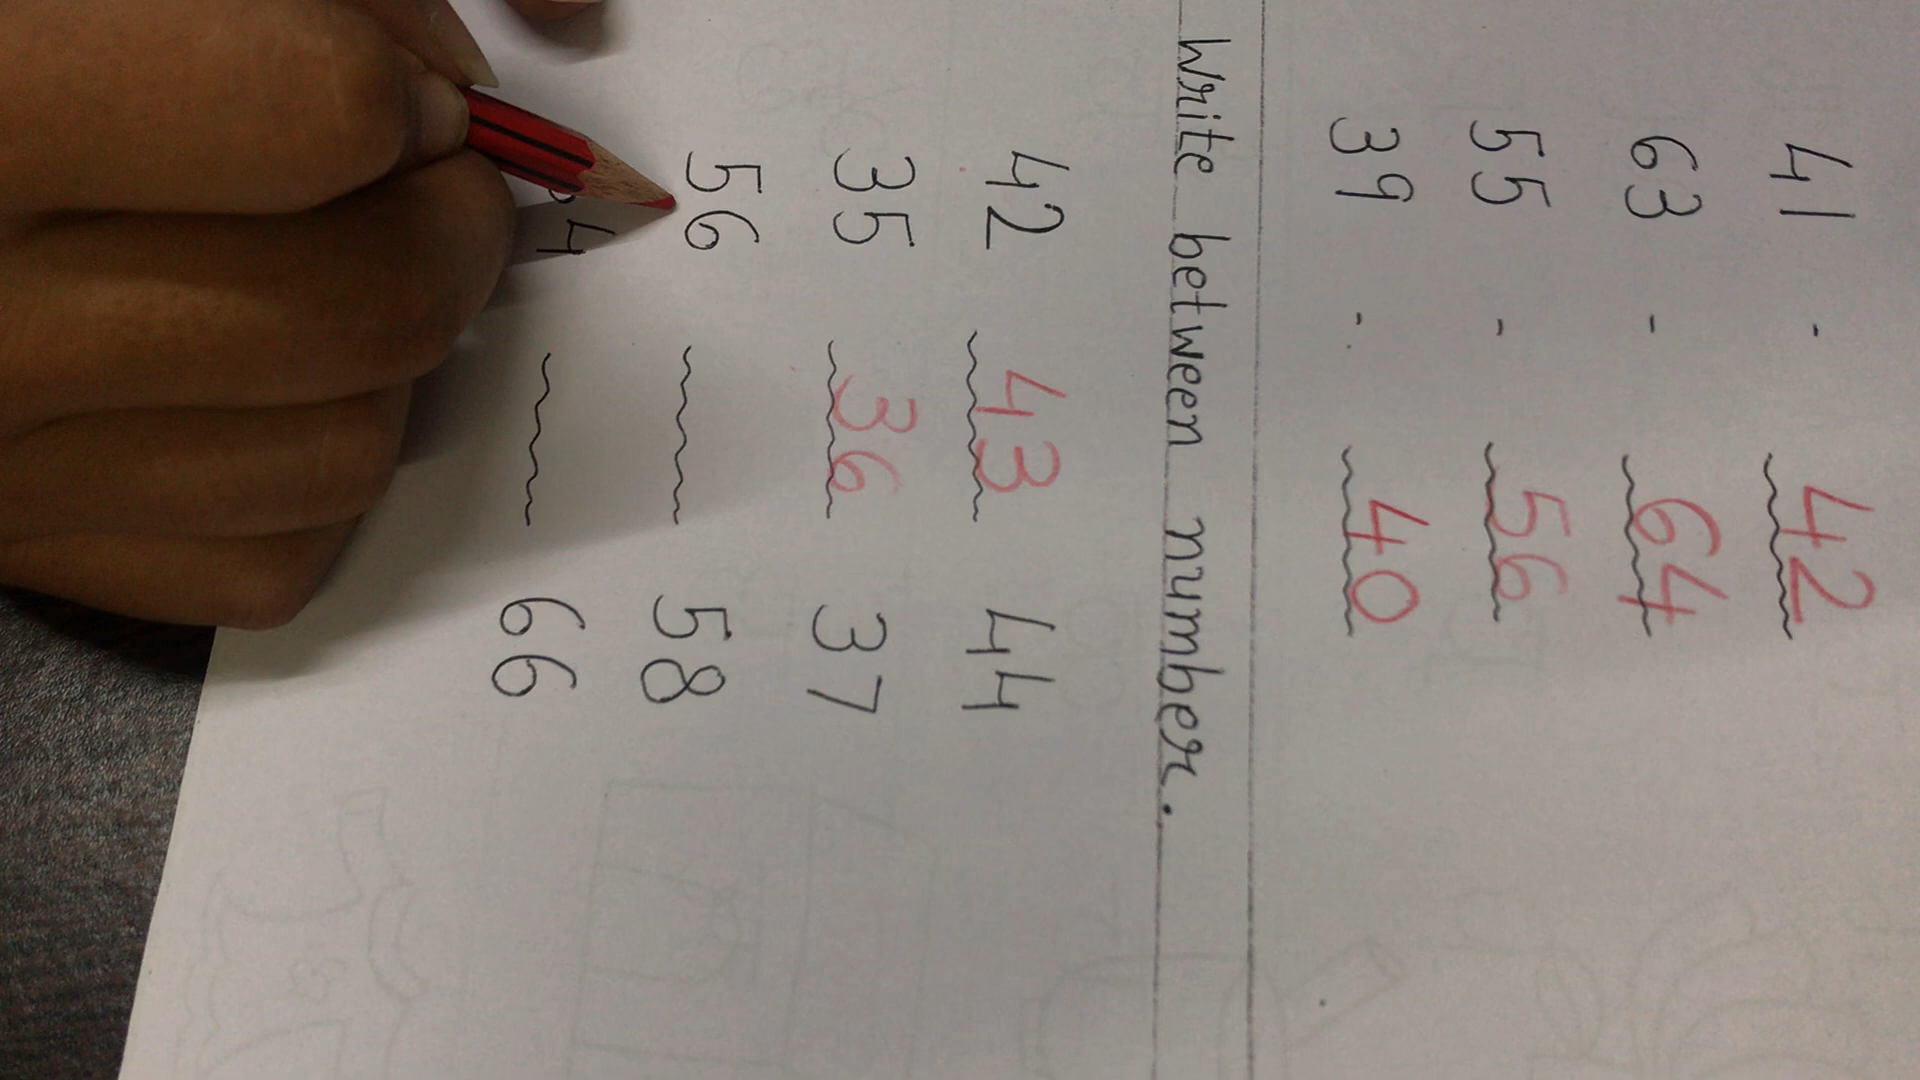 41 - 42
63 - 64
55 - 56
39 - 40
Write between number.
42 43 44
35 36 37
56 58
4 66